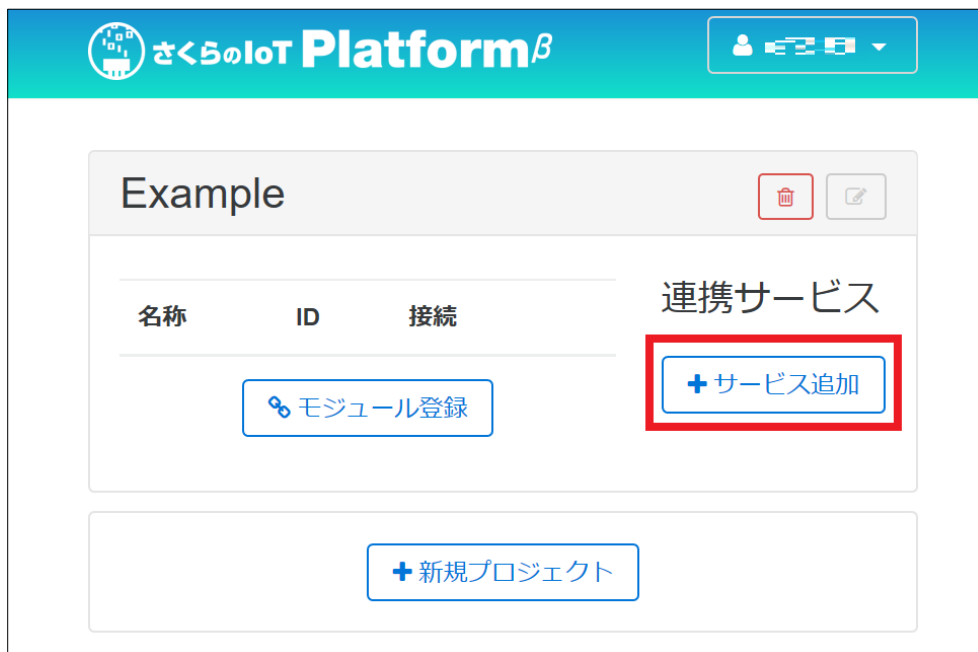 さくらのIoT Platformβ
Example
名称 ID 接続
連携サービス
サービス追加
モジュール登録
新規プロジェクト